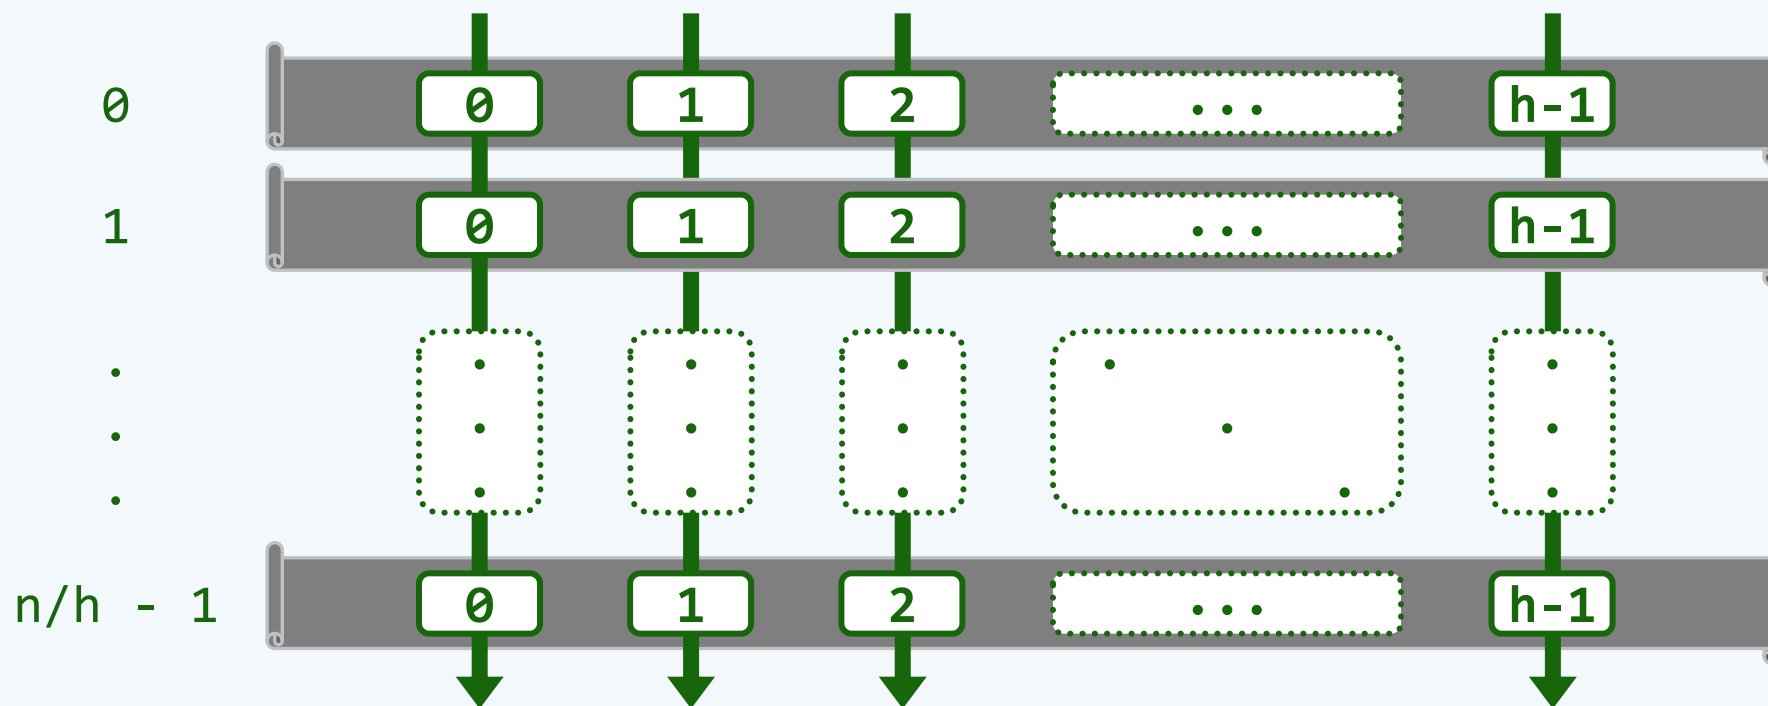 0 0 1 2 ... h-1
1 0 1 2 ... h-1
n/h - 1 0 1 2 ... h-1